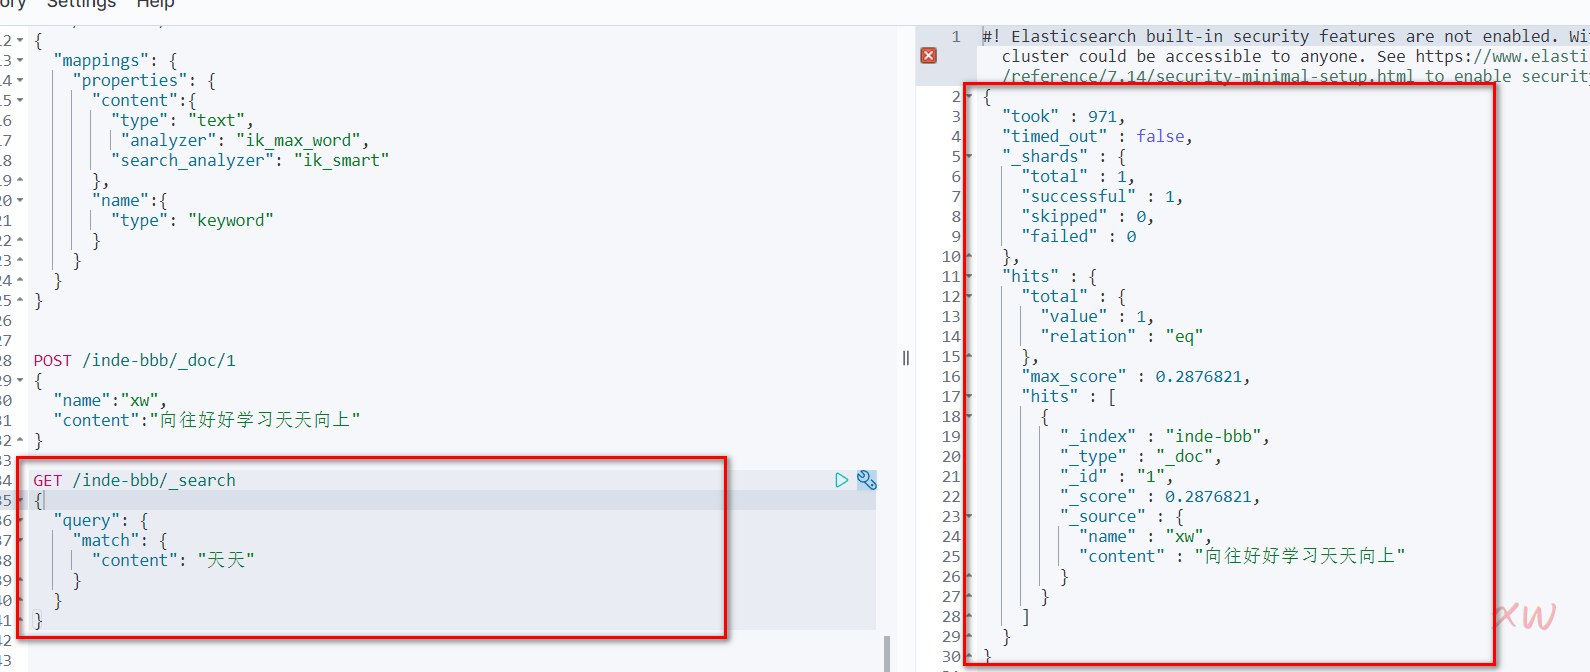 ory Settings Help
12 {
13 "mappings": {
14 "properties": {
15 "content":{
16 "type": "text",
17 "analyzer": "ik_max_word",
18 "search_analyzer": "ik_smart"
19 },
20 "name":{
21 "type": "keyword"
22 }
23 }
24 }
25 }
26
27
28 POST /inde-bbb/_doc/1
29 {
30 "name":"xw",
31 "content":"向往好好学习天天向上"
32 }
33
34 GET /inde-bbb/_search
35 {
36 "query": {
37 "match": {
38 "content": "天天"
39 }
40 }
41 }
42
43
1 #! Elasticsearch built-in security features are not enabled. Wi
cluster could be accessible to anyone. See https://www.elasti
/reference/7.14/security-minimal-setup.html to enable security
2 {
3 "took" : 971,
4 "timed_out" : false,
5 "_shards" : {
6 "total" : 1,
7 "successful" : 1,
8 "skipped" : 0,
9 "failed" : 0
10 },
11 "hits" : {
12 "total" : {
13 "value" : 1,
14 "relation" : "eq"
15 },
16 "max_score" : 0.2876821,
17 "hits" : [
18 {
19 "_index" : "inde-bbb",
20 "_type" : "_doc",
21 "_id" : "1",
22 "_score" : 0.2876821,
23 "_source" : {
24 "name" : "xw",
25 "content" : "向往好好学习天天向上"
26 }
27 }
28 ]
29 }
30 }
xw